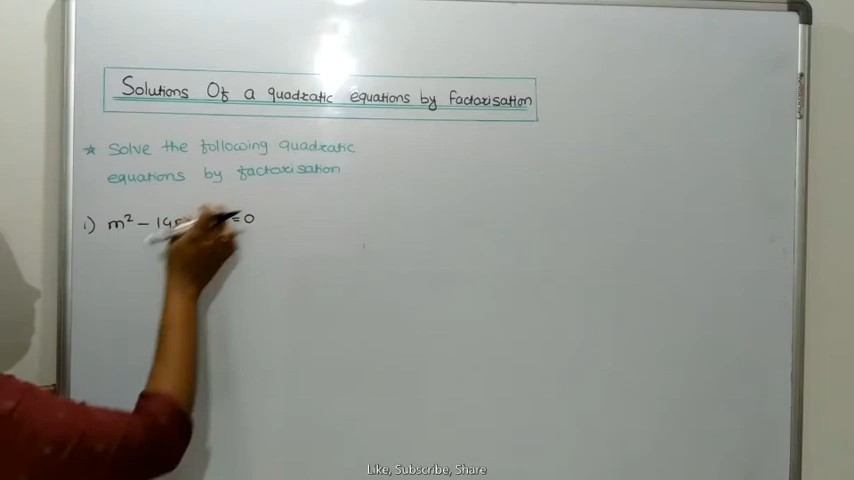 Solutions Of a quadratic equations by factorisation
* Solve the following quadratic
equations by factorisation
i) m² - 14 = 0
Like, Subscribe, Share